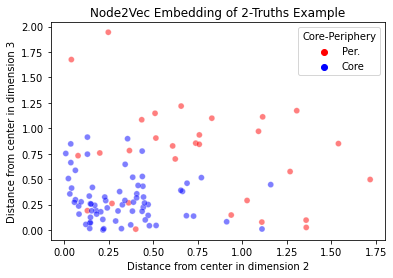 Node2Vec Embedding of 2-Truths Example
Core-Periphery
Per.
Core
Distance from center in dimension 3
2.00
1.75
1.50
1.25
1.00
0.75
0.50
0.25
0.00
0.00 0.25 0.50 0.75 1.00 1.25 1.50 1.75
Distance from center in dimension 2